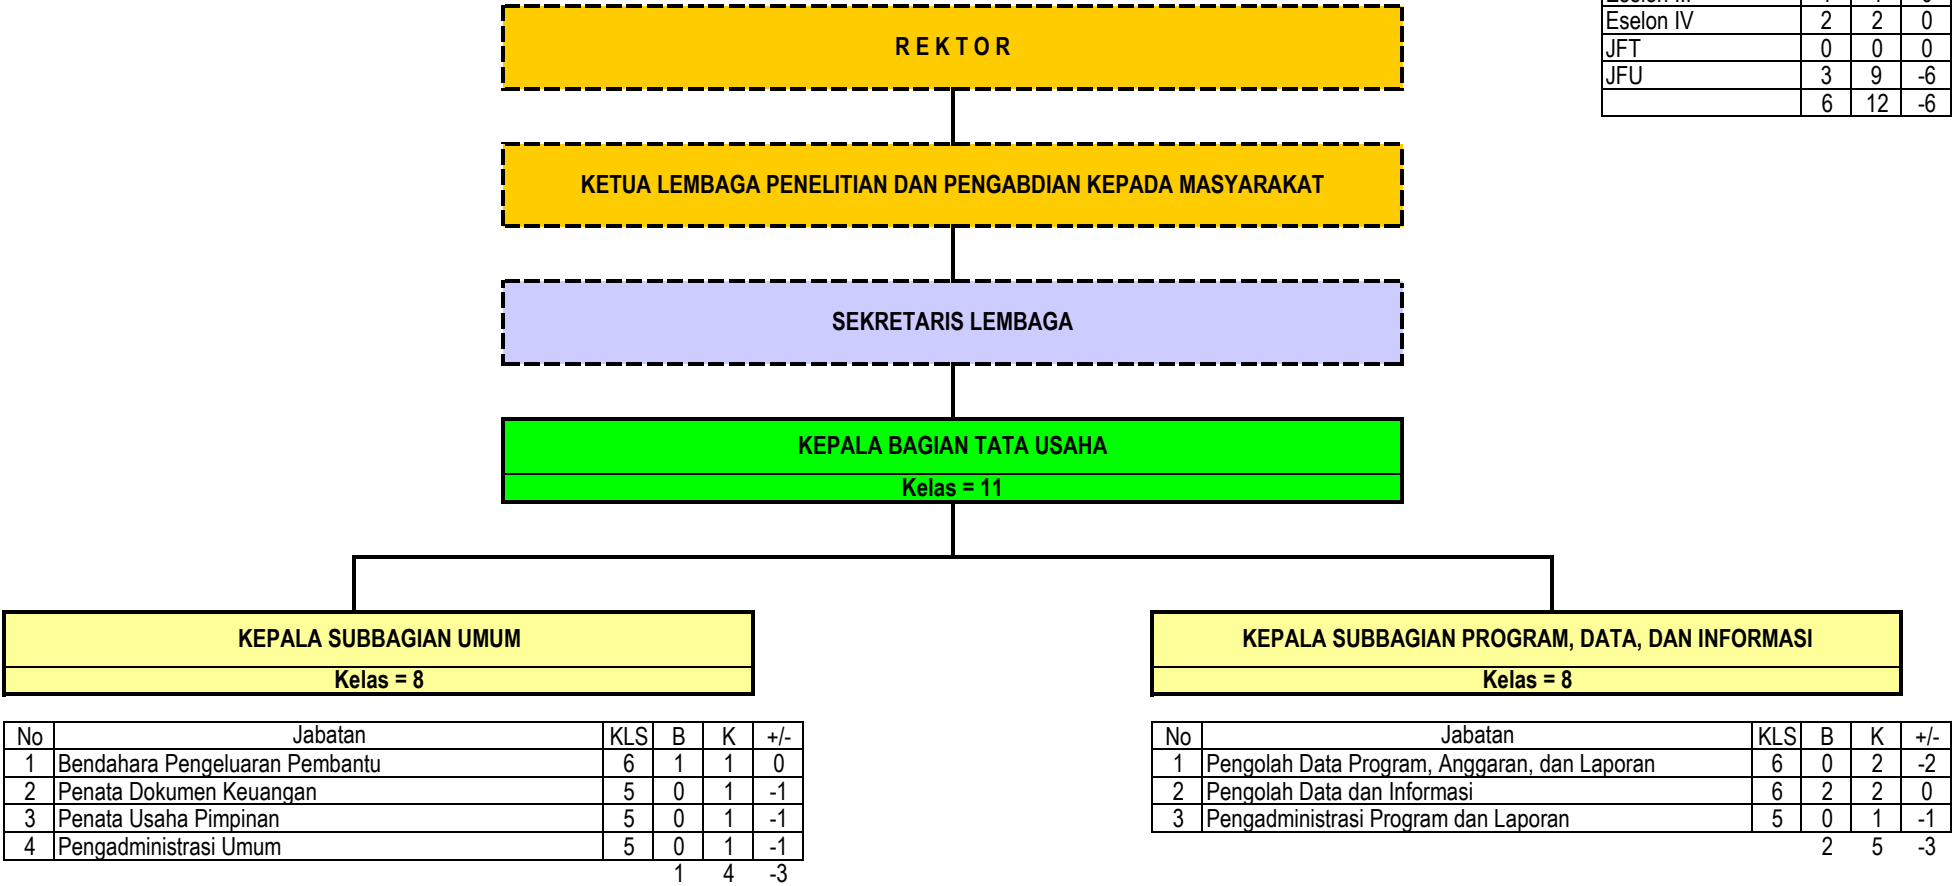 R E K T O R
Eselon IV 2 2 0
JFT 0 0 0
JFU 3 9 -6
6 12 -6
KETUA LEMBAGA PENELITIAN DAN PENGABDIAN KEPADA MASYARAKAT
SEKRETARIS LEMBAGA
KEPALA BAGIAN TATA USAHA
Kelas = 11
KEPALA SUBBAGIAN UMUM
Kelas = 8
No Jabatan KLS B K +/-
1 Bendahara Pengeluaran Pembantu 6 1 1 0
2 Penata Dokumen Keuangan 5 0 1 -1
3 Penata Usaha Pimpinan 5 0 1 -1
4 Pengadministrasi Umum 5 0 1 -1
1 4 -3
KEPALA SUBBAGIAN PROGRAM, DATA, DAN INFORMASI
Kelas = 8
No Jabatan KLS B K +/-
1 Pengolah Data Program, Anggaran, dan Laporan 6 0 2 -2
2 Pengolah Data dan Informasi 6 2 2 0
3 Pengadministrasi Program dan Laporan 5 0 1 -1
2 5 -3